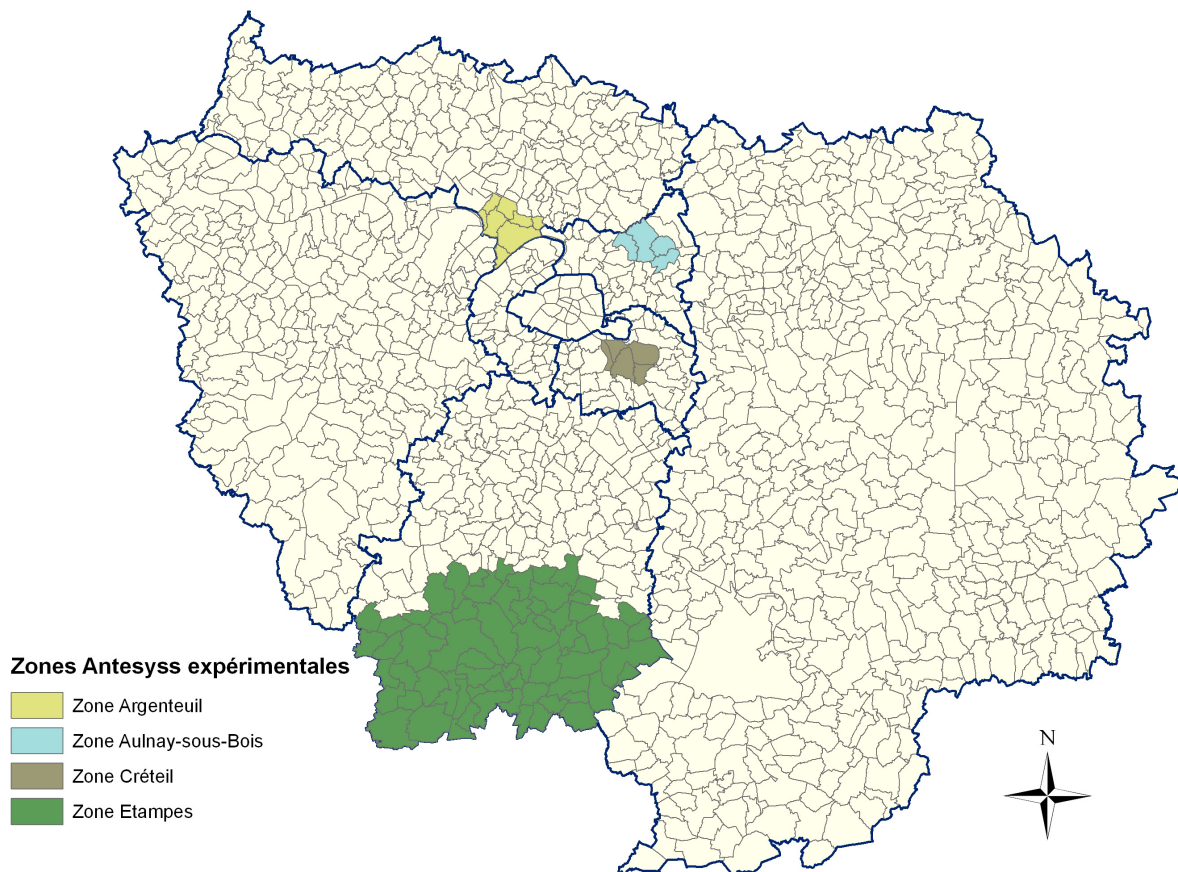 Zones Antesyss expérimentales
Zone Argenteuil
Zone Aulnay-sous-Bois
Zone Créteil
Zone Etampes
N